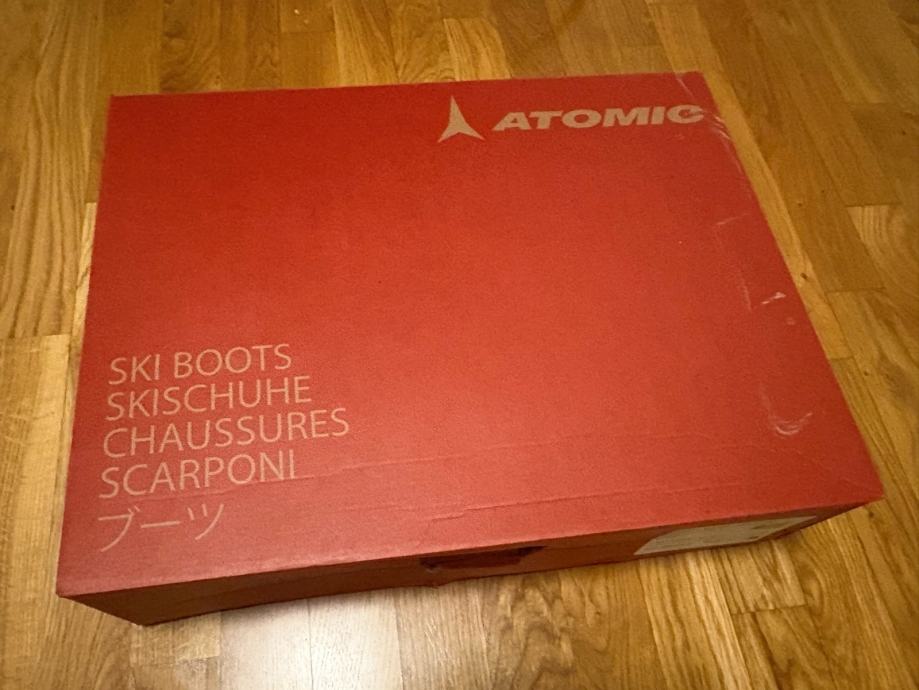 ATOMIC
SKI BOOTS
SKISCHUHE
CHAUSSURES
SCARPONI
ブーツ